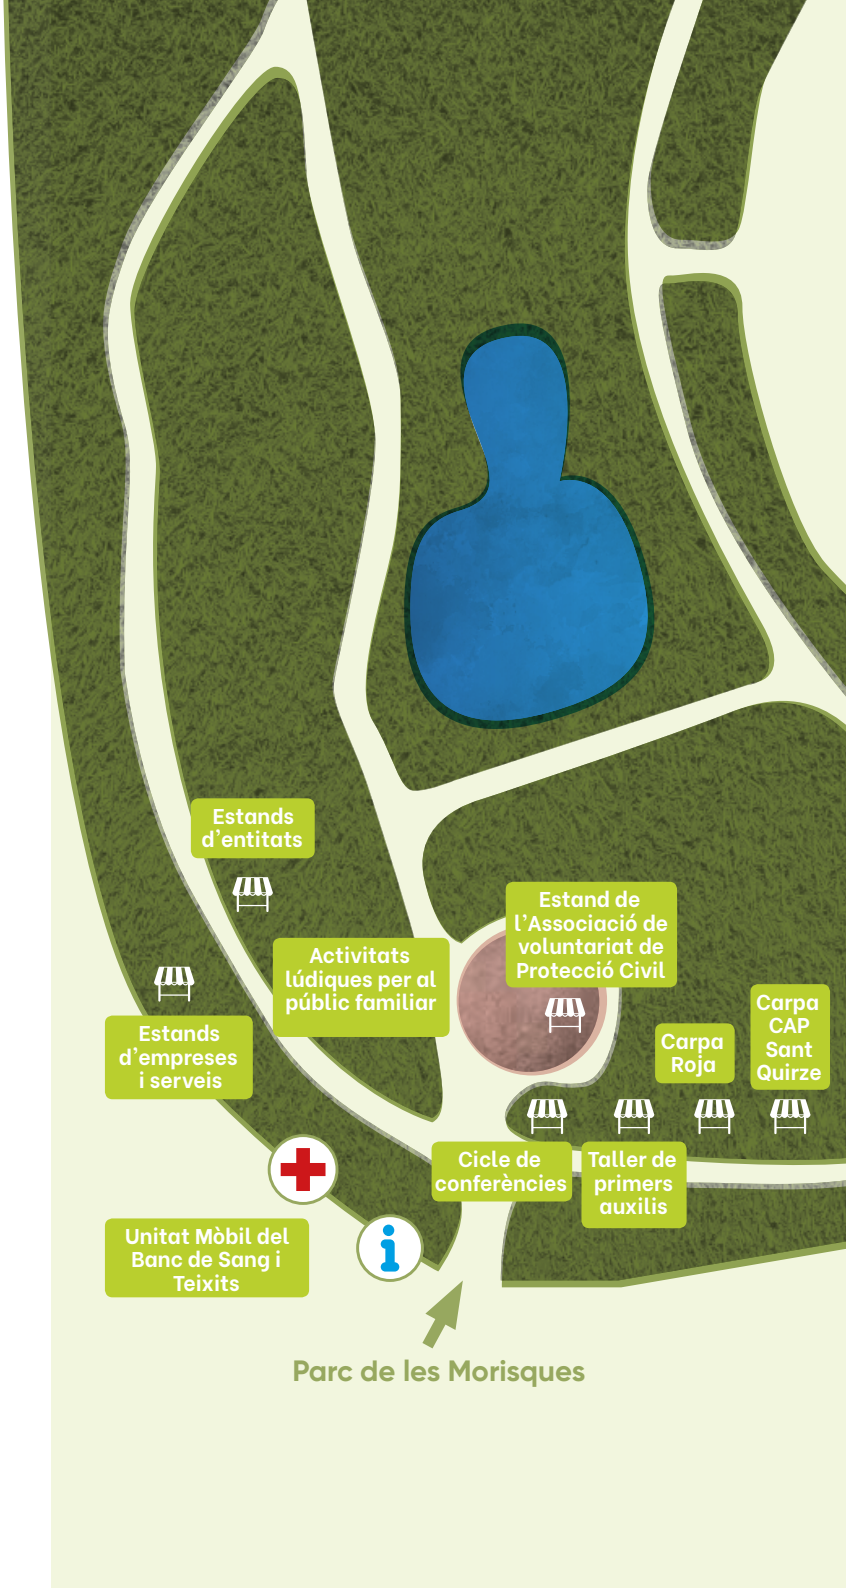 Estands
d'entitats
Estand de
l'Associació de
voluntariat de
Protecció Civil
Activitats
lúdiques per al
públic familiar
Estands
d'empreses
i serveis
Carpa
Roja
Carpa
CAP
Sant
Quirze
Cicle de
conferències
Taller de
primers
auxilis
Unitat Mòbil del
Banc de Sang i
Teixits
i
Parc de les Morisques